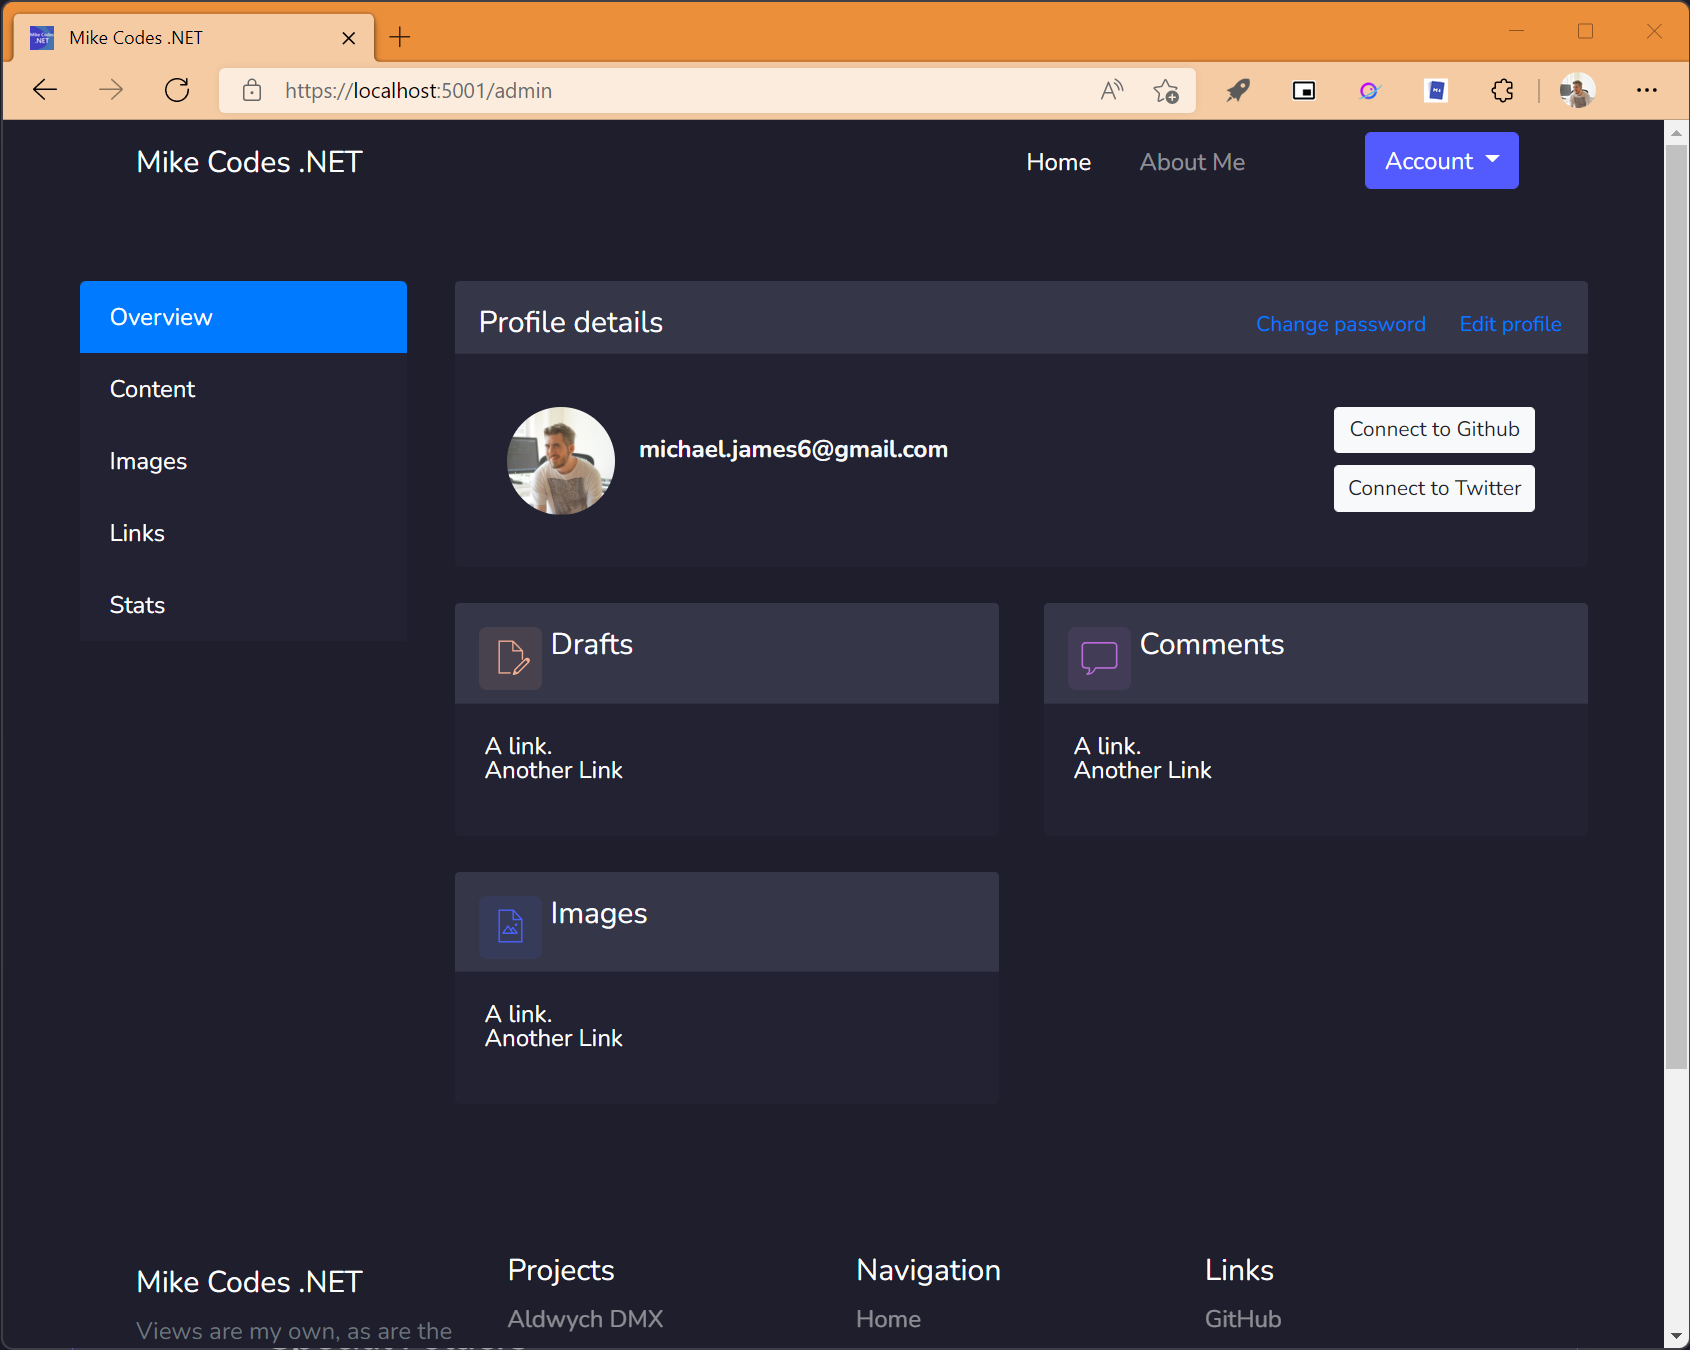 Mike Codes .NET
https://localhost:5001/admin
Mike Codes .NET
Home
About Me
Account
Overview
Content
Images
Links
Stats
Profile details
Change password
Edit profile
michael.james6@gmail.com
Connect to Github
Connect to Twitter
Drafts
A link.
Another Link
Comments
A link.
Another Link
Images
A link.
Another Link
Mike Codes .NET
Views are my own, as are the
Projects
Aldwych DMX
Navigation
Home
Links
GitHub